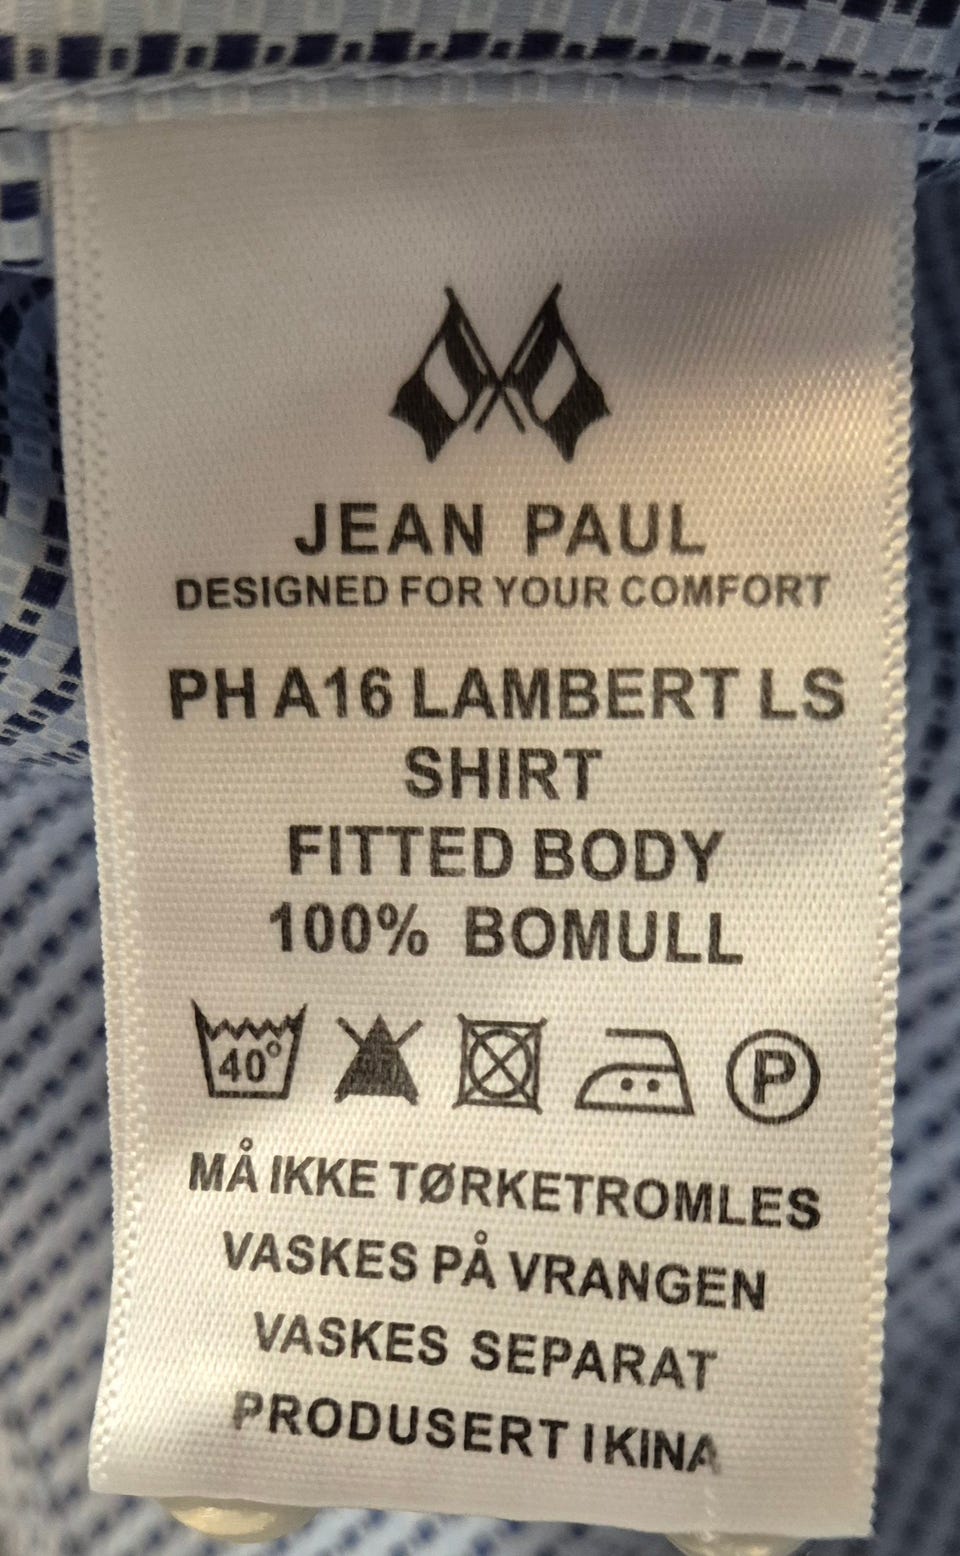 JEAN PAUL
DESIGNED FOR YOUR COMFORT
PH A16 LAMBERT LS
SHIRT
FITTED BODY
100% BOMULL
40°
P
MÅ IKKE TØRKETROMLES
VASKES PÅ VRANGEN
VASKES SEPARAT
PRODUSERT I KINA